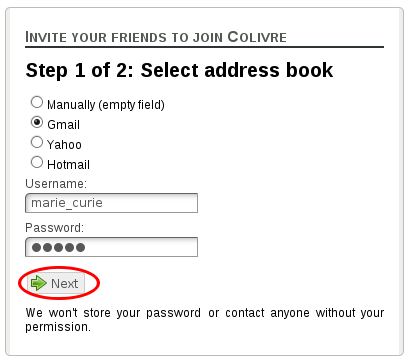 Invite your friends to join Colivre
Step 1 of 2: Select address book
Manually (empty field)
Gmail
Yahoo
Hotmail
Username:
marie_curie
Password:
●●●●●
Next
We won't store your password or contact anyone without your
permission.